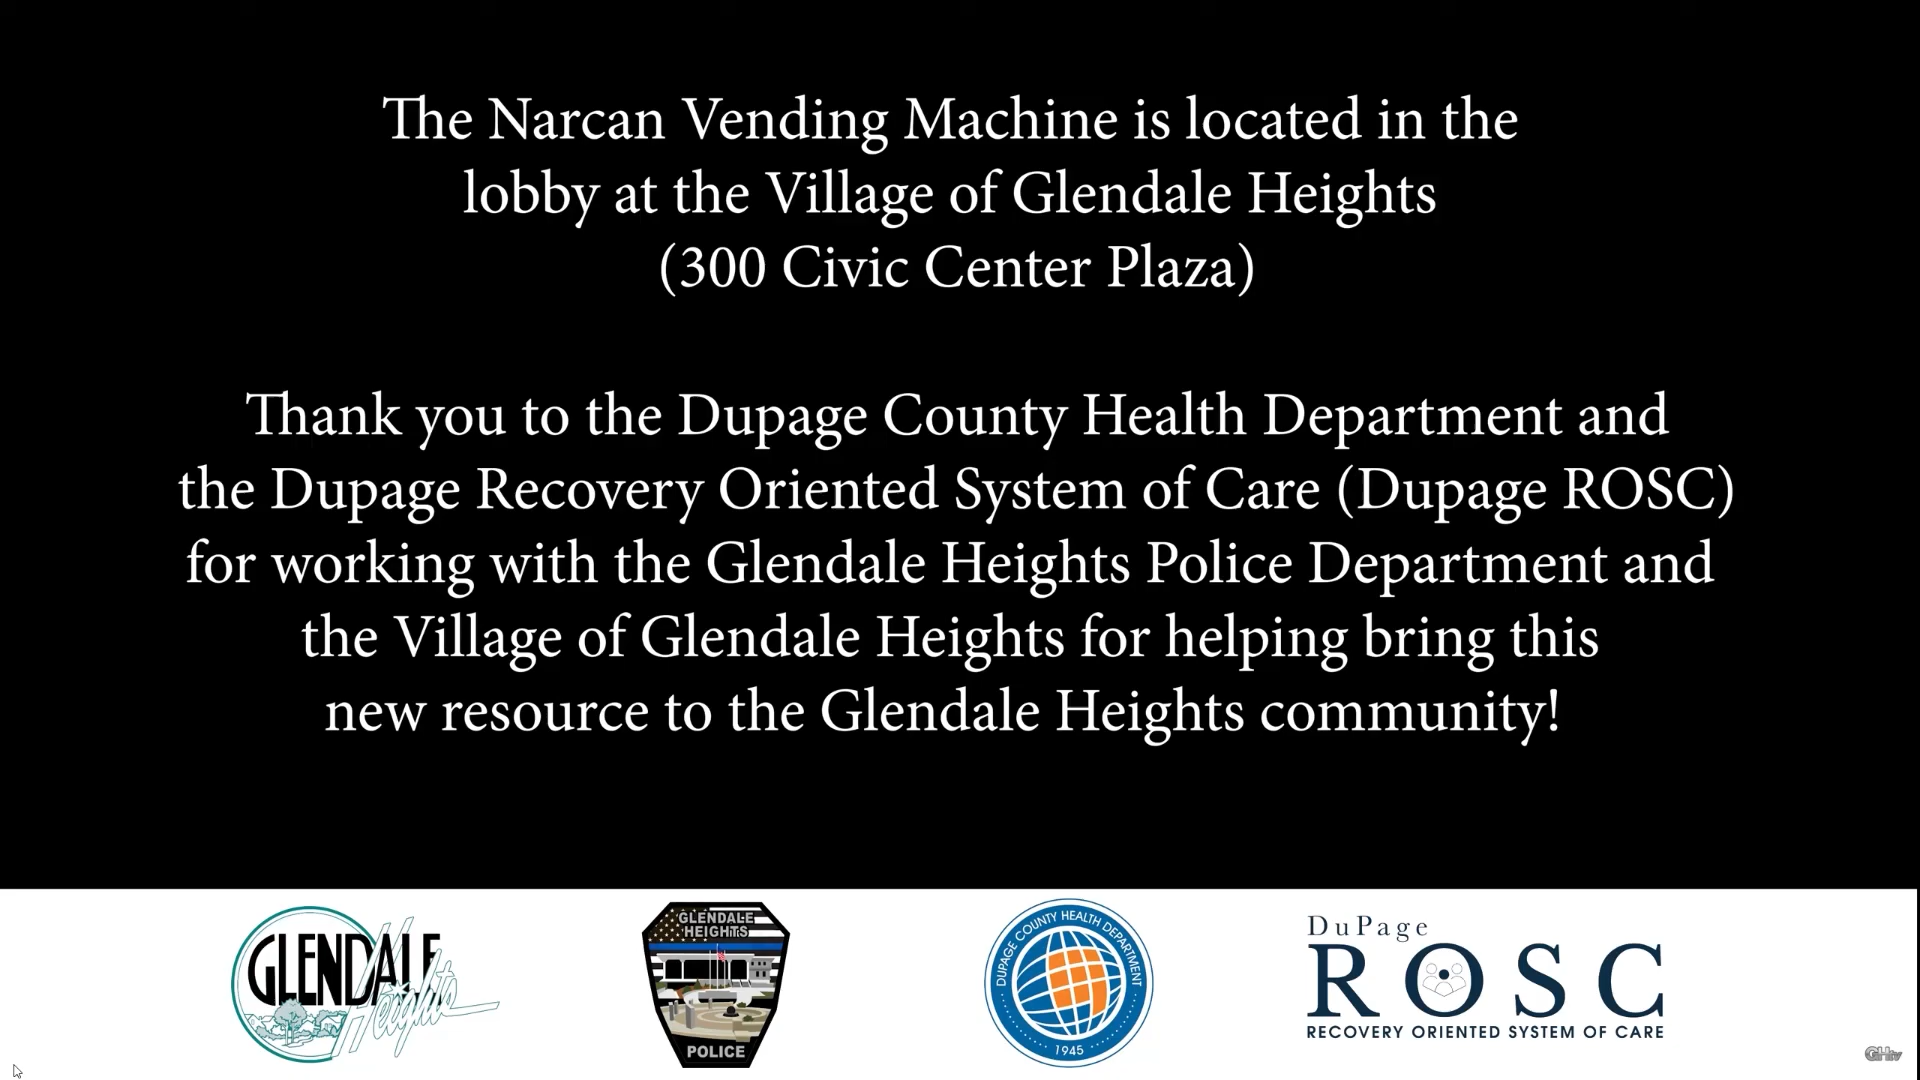 The Narcan Vending Machine is located in the
lobby at the Village of Glendale Heights
(300 Civic Center Plaza)
Thank you to the Dupage County Health Department and
the Dupage Recovery Oriented System of Care (Dupage ROSC)
for working with the Glendale Heights Police Department and
the Village of Glendale Heights for helping bring this
new resource to the Glendale Heights community!
GLENDALE
Heights
GLENDALE
HEIGHTS
POLICE
DUPAGE COUNTY HEALTH DEPARTMENT
1945
DuPage
ROSC
RECOVERY ORIENTED SYSTEM OF CARE
GHtv